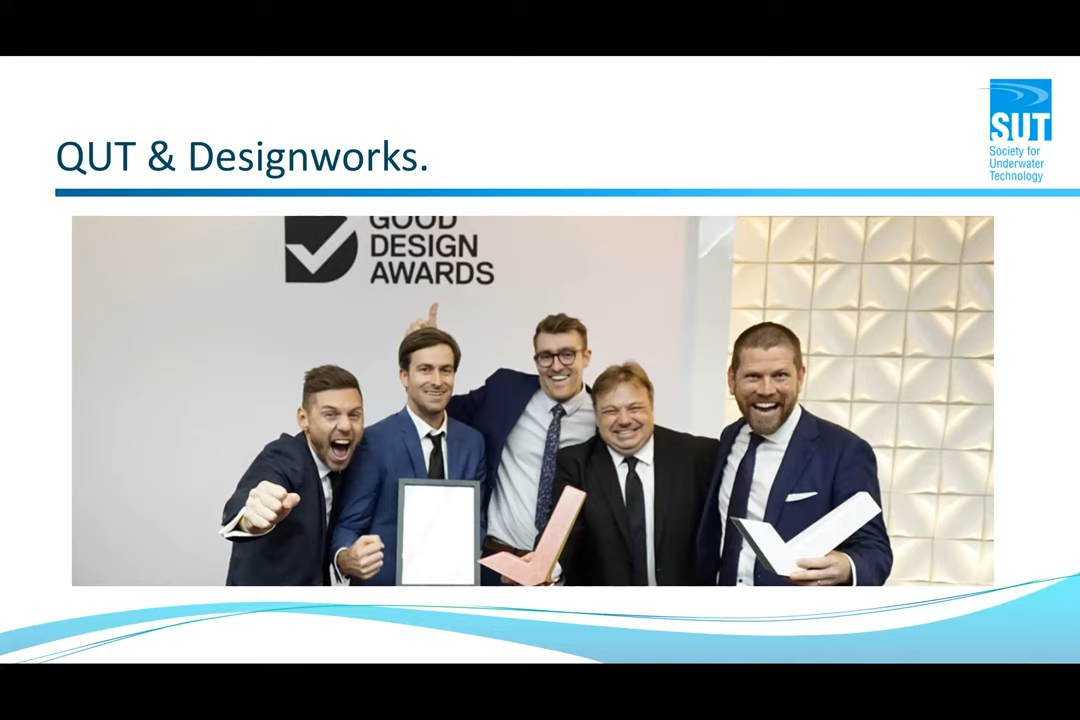 QUT & Designworks.
SUT
Society for
Underwater
Technology
GOOD
DESIGN
AWARDS